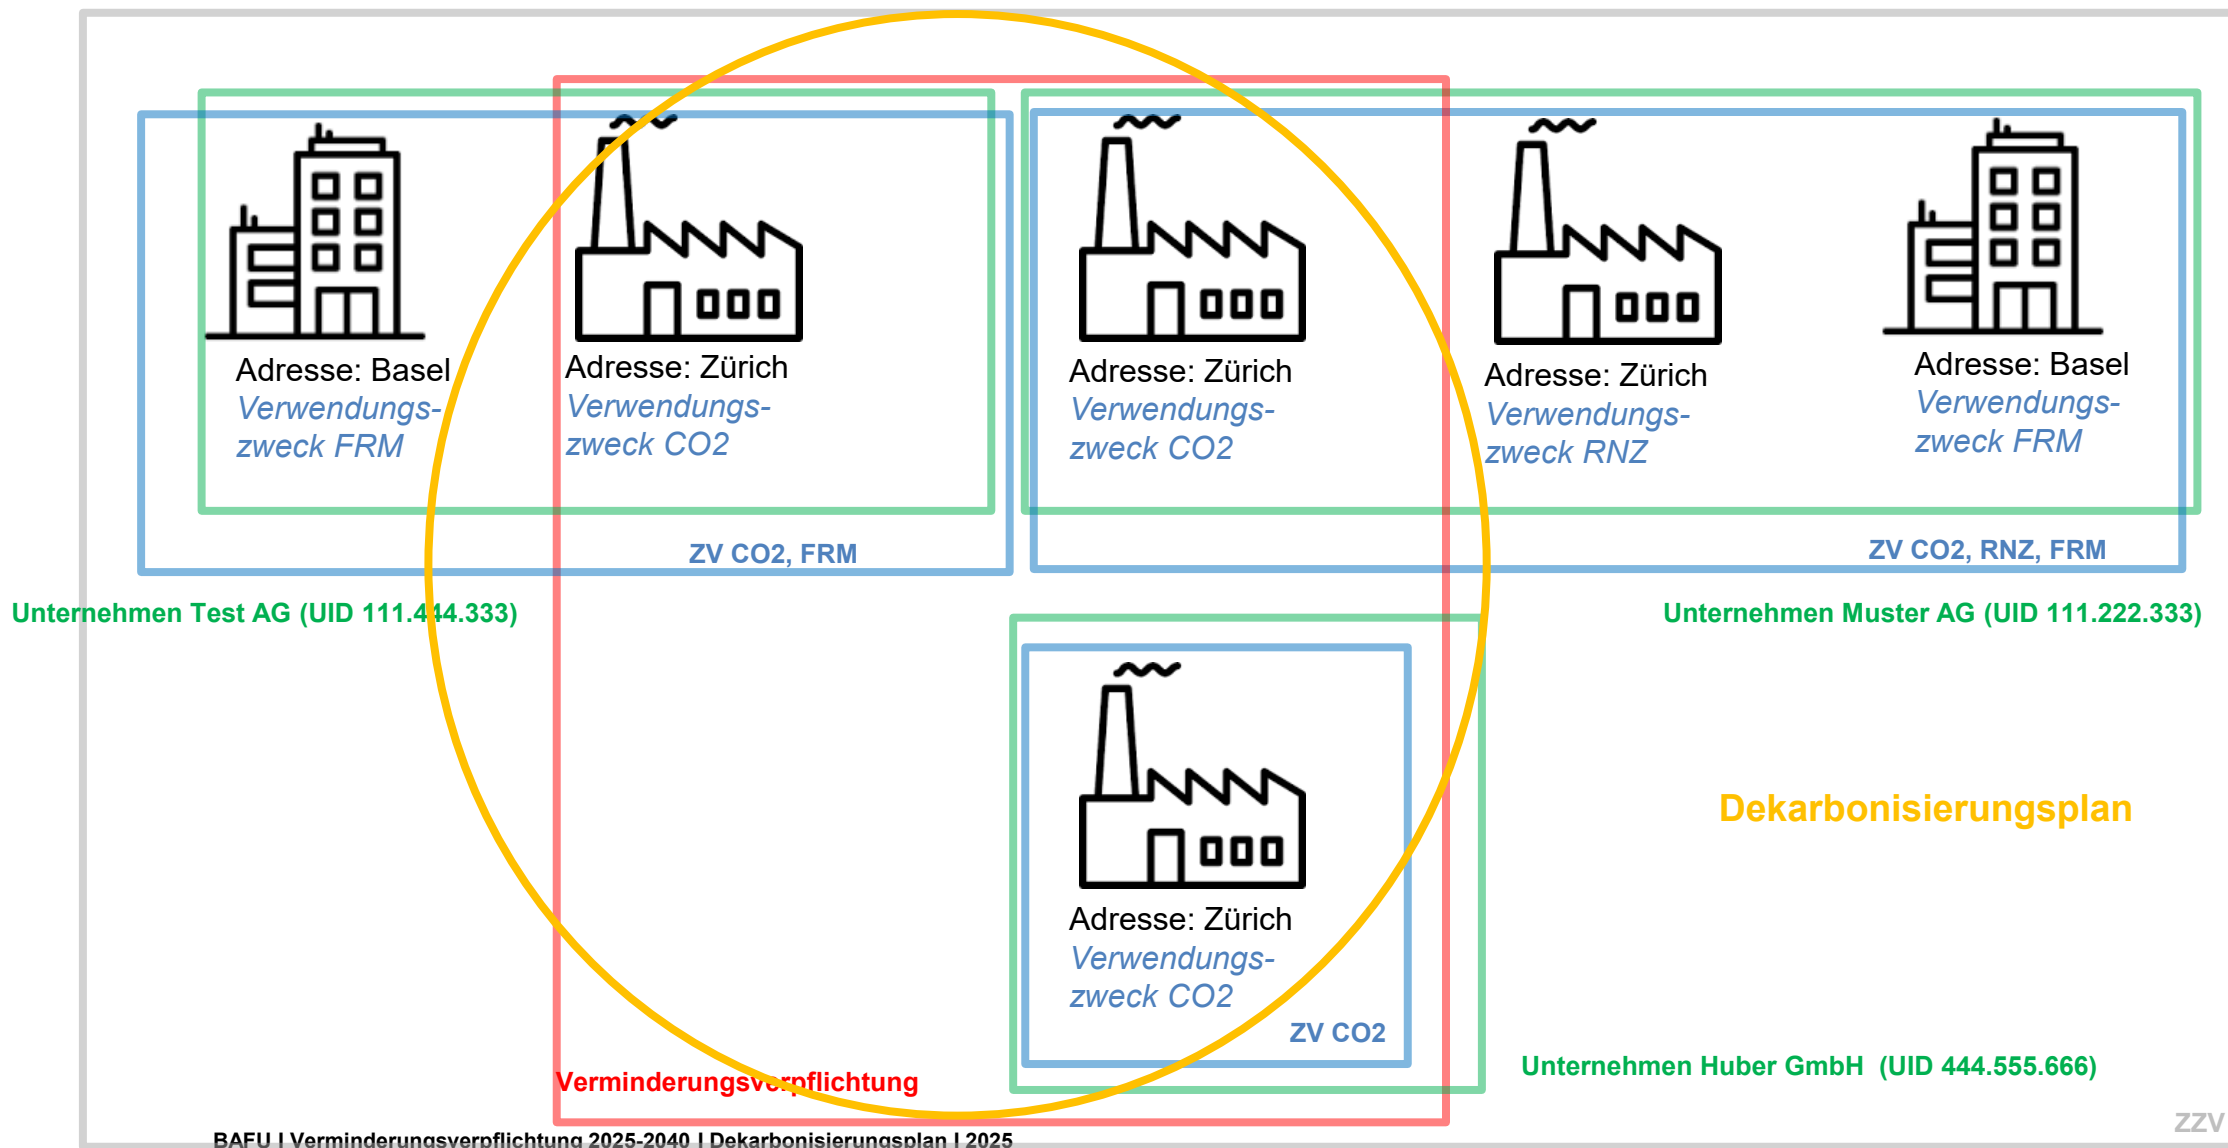 Adresse: Basel
Verwendungs-
zweck FRM
Adresse: Zürich
Verwendungs-
zweck CO2
Adresse: Zürich
Verwendungs-
zweck CO2
Adresse: Zürich
Verwendungs-
zweck RNZ
Adresse: Basel
Verwendungs-
zweck FRM
ZV CO2, FRM
ZV CO2, RNZ, FRM
Unternehmen Test AG (UID 111.444.333)
Unternehmen Muster AG (UID 111.222.333)
Dekarbonisierungsplan
Adresse: Zürich
Verwendungs-
zweck CO2
ZV CO2
Unternehmen Huber GmbH (UID 444.555.666)
Verminderungsverpflichtung
ZZV
BAFU I Verminderungsverpflichtung 2025-2040 I Dekarbonisierungsplan I 2025